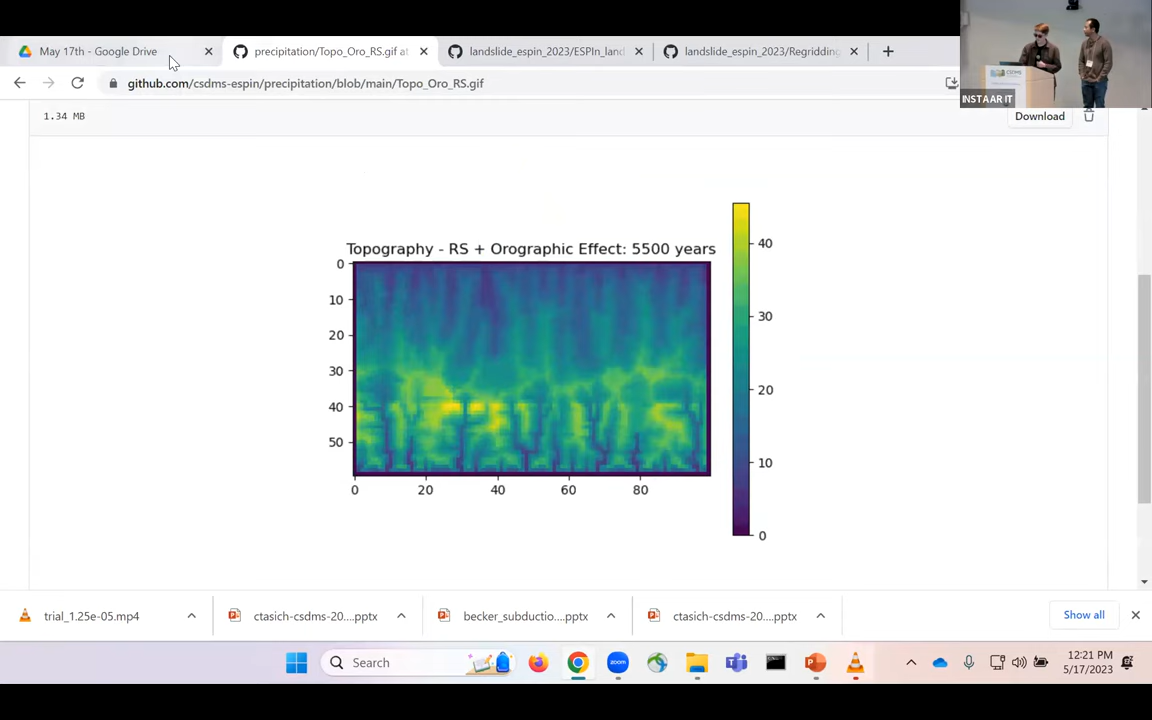 May 17th - Google Drive
precipitation/Topo_Oro_RS.gif at
landslide_espin_2023/ESPIn_land
landslide_espin_2023/Regridding
github.com/csdms-espin/precipitation/blob/main/Topo_Oro_RS.gif
CSDMS
INSTAAR IT
1.34 MB
Download
Topography - RS + Orographic Effect: 5500 years
0
10
20
30
40
50
0
20
40
60
80
40
30
20
10
0
trial_1.25e-05.mp4
ctasich-csdms-20....pptx
becker_subductio....pptx
ctasich-csdms-20....pptx
Show all
Search
zoom
12:21 PM
5/17/2023